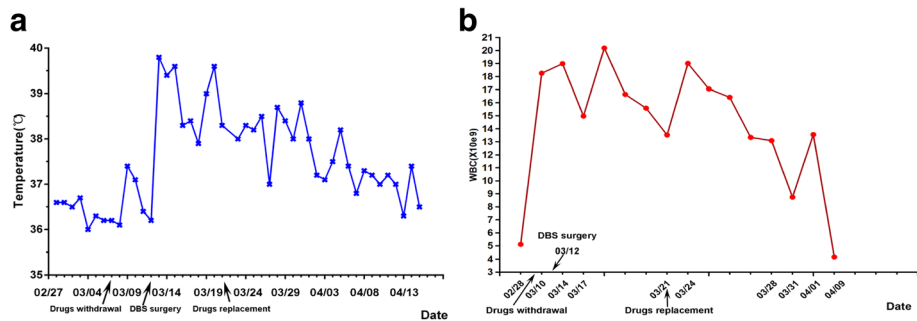 a
40
39
38
37
36
35
Temperature(℃)
02/27 03/04 03/09 03/14 03/19 03/24 03/29 04/03 04/08 04/13
Drugs withdrawal DBS surgery Drugs replacement
Date
b
21
20
19
18
17
16
15
14
13
12
11
10
9
8
7
6
5
4
3
WBC(X10e9)
DBS surgery
03/12
02/28 03/10 03/14 03/17 03/21 03/24 03/28 03/31 04/01 04/09
Drugs withdrawal Drugs replacement
Date